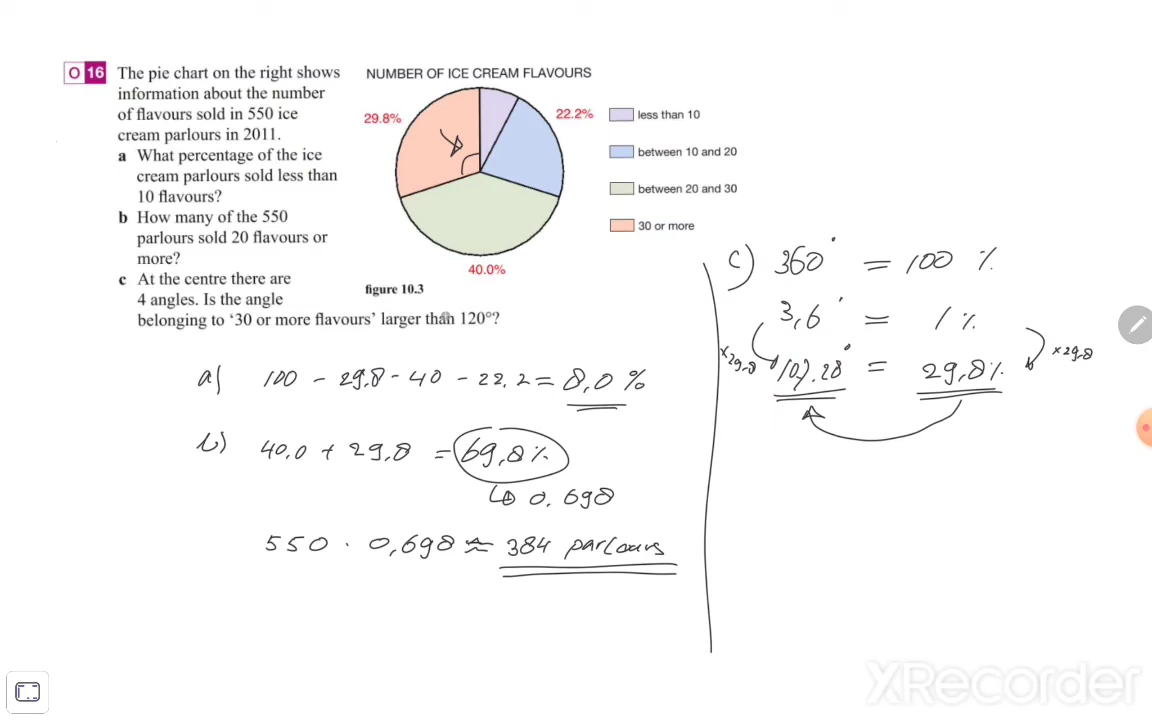 O 16 The pie chart on the right shows
information about the number
of flavours sold in 550 ice
cream parlours in 2011.
a What percentage of the ice
cream parlours sold less than
10 flavours?
b How many of the 550
parlours sold 20 flavours or
more?
c At the centre there are
4 angles. Is the angle
belonging to ‘30 or more flavours’ larger than 120°?
NUMBER OF ICE CREAM FLAVOURS
29.8%
22.2%
40.0%
less than 10
between 10 and 20
between 20 and 30
30 or more
figure 10.3
a) 100 - 29.8 - 40 - 22.2 = 8,0 %
b) 40,0 + 29,8 = 69,8%
↳ 0.698
550 · 0,698 ≈ 384 parlours
c) 360° = 100 %
3,6° = 1 %
×29,8 107.28° = 29,8% ×29,8
XRecorder